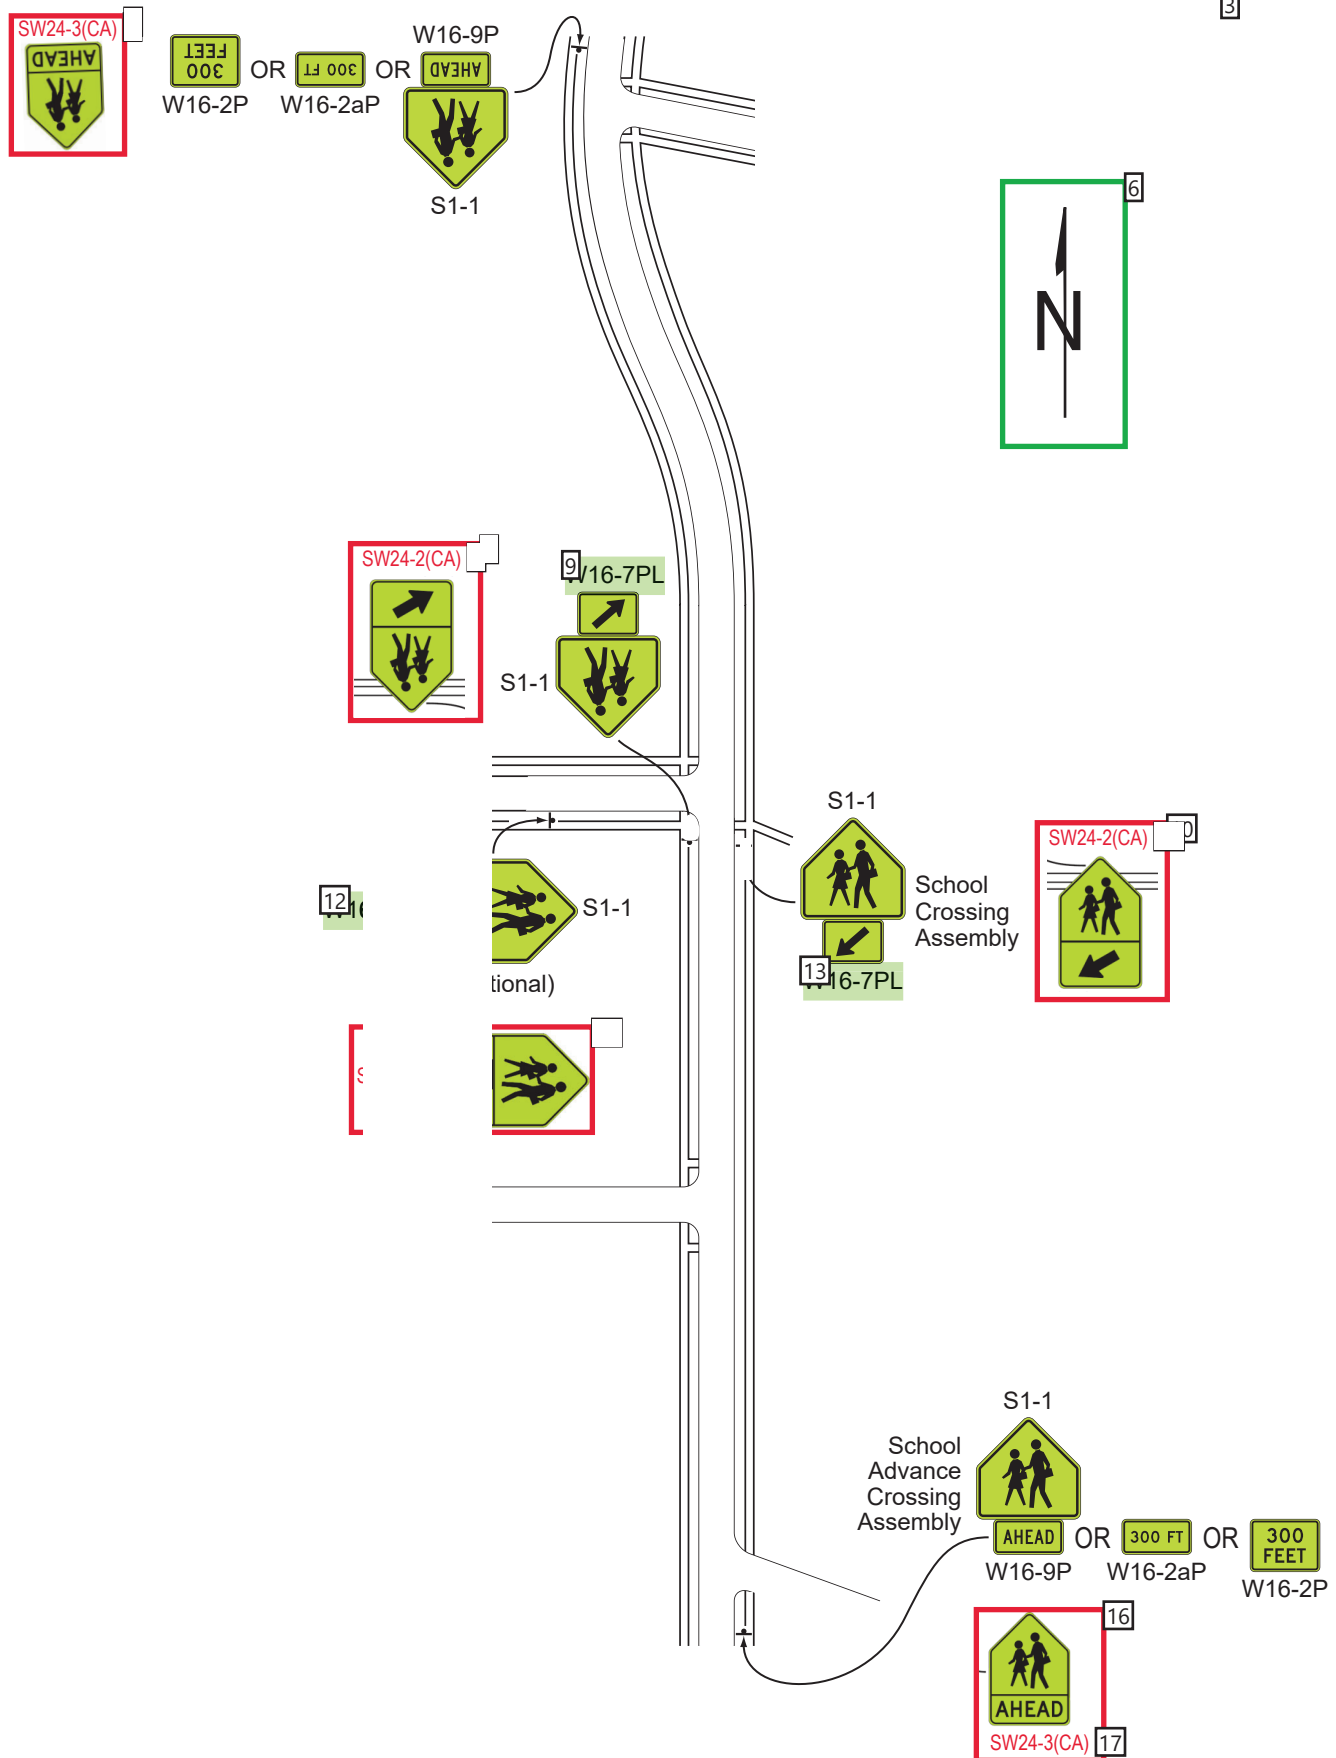 3
SW24-3(CA)
AHEAD
300
FEET
W16-2P
OR
300 FT
W16-2aP
OR
W16-9P
AHEAD
S1-1
6
N
SW24-2(CA)
9
W16-7PL
S1-1
S1-1
SW24-2(CA)
School
Crossing
Assembly
13
W16-7PL
12
S1-1
tional)
S1-1
School
Advance
Crossing
Assembly
AHEAD
OR
300 FT
OR
300
FEET
W16-9P
W16-2aP
W16-2P
16
AHEAD
SW24-3(CA)
17